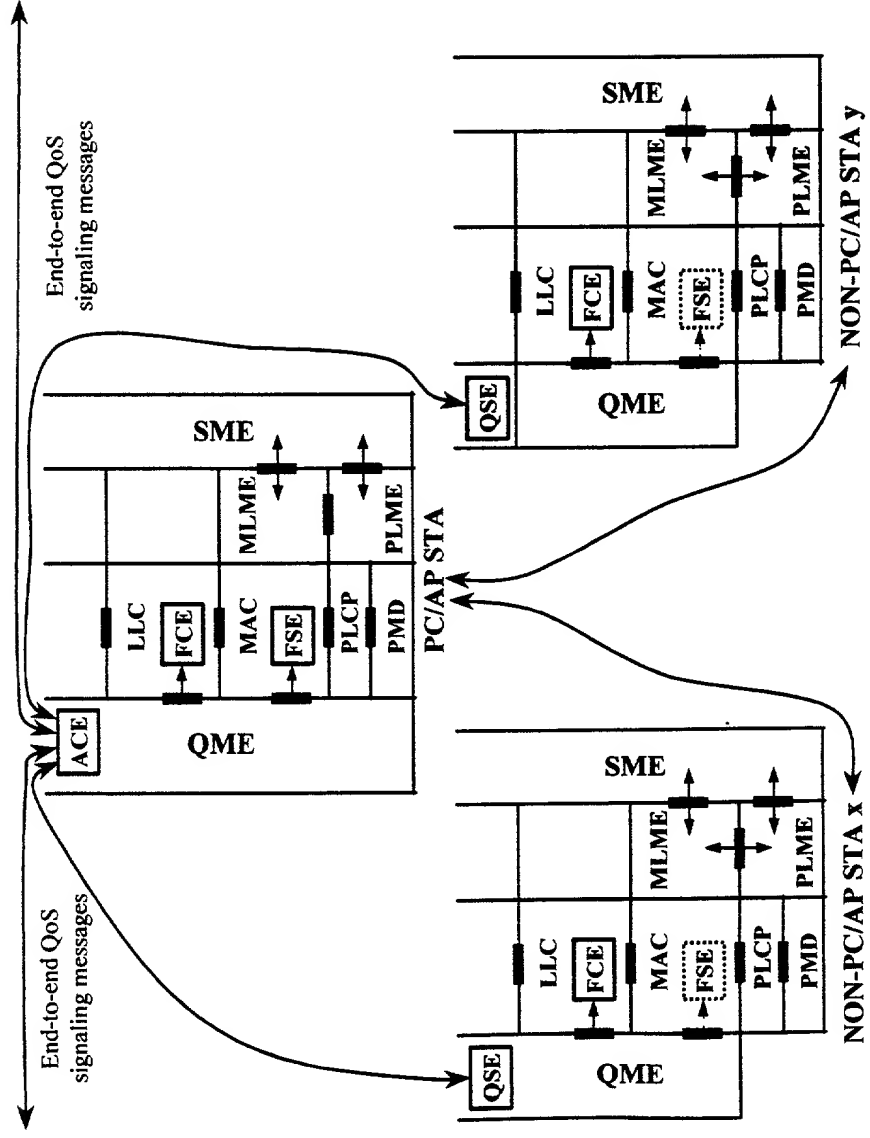 End-to-end QoS
signaling messages
End-to-end QoS
signaling messages
ACE
QME
LLC
FCE
MAC
FSE
PLCP
PMD
SME
MLME
PLME
PC/AP STA
QSE
QME
LLC
FCE
MAC
FSE
PLCP
PMD
SME
MLME
PLME
NON-PC/AP STA x
QSE
QME
LLC
FCE
MAC
FSE
PLCP
PMD
SME
MLME
PLME
NON-PC/AP STA y